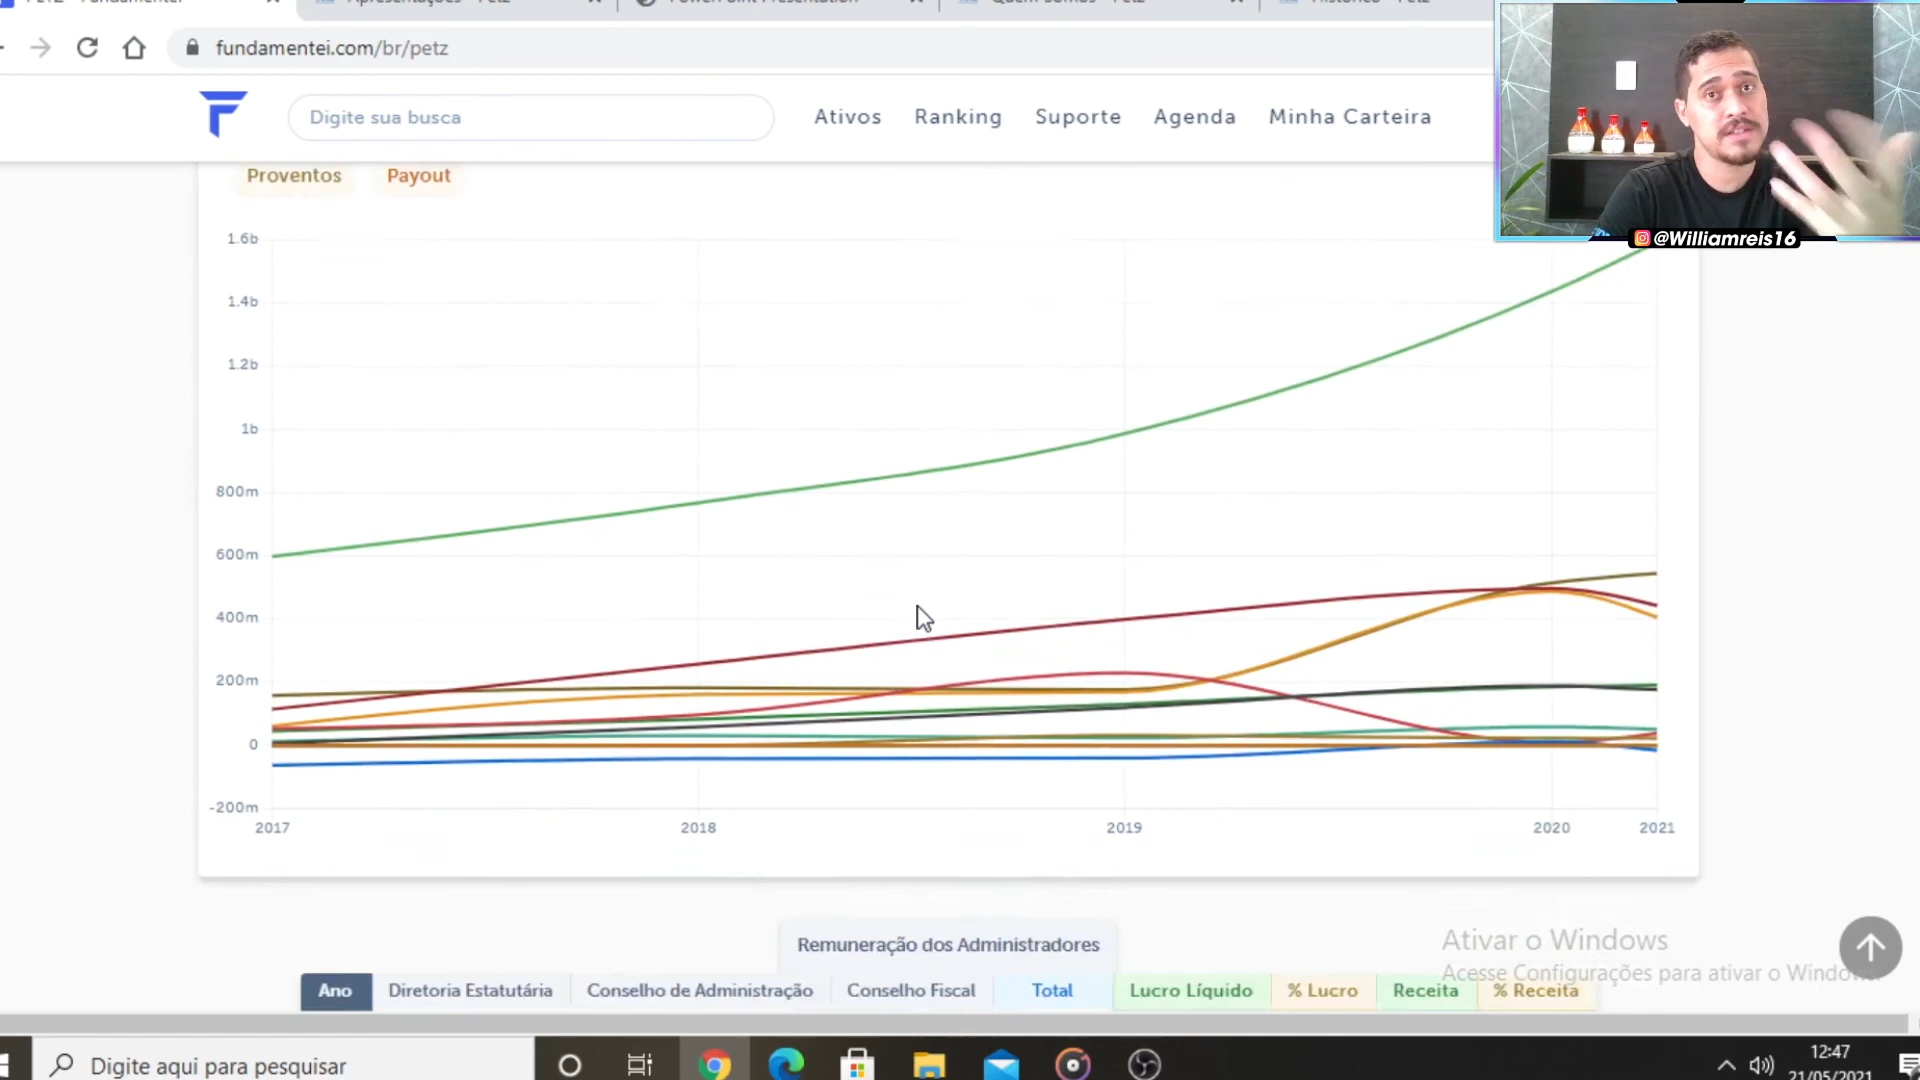 fundamentei.com/br/petz
Digite sua busca
Ativos
Ranking
Suporte
Agenda
Minha Carteira
@Williamreis16
Proventos
Payout
1.6b
1.4b
1.2b
1b
800m
600m
400m
200m
0
-200m
2017
2018
2019
2020
2021
Remuneração dos Administradores
Ano
Diretoria Estatutária
Conselho de Administração
Conselho Fiscal
Total
Lucro Líquido
% Lucro
Receita
% Receita
Ativar o Windows
Acesse Configurações para ativar o Windows.
Digite aqui para pesquisar
12:47
21/05/2021